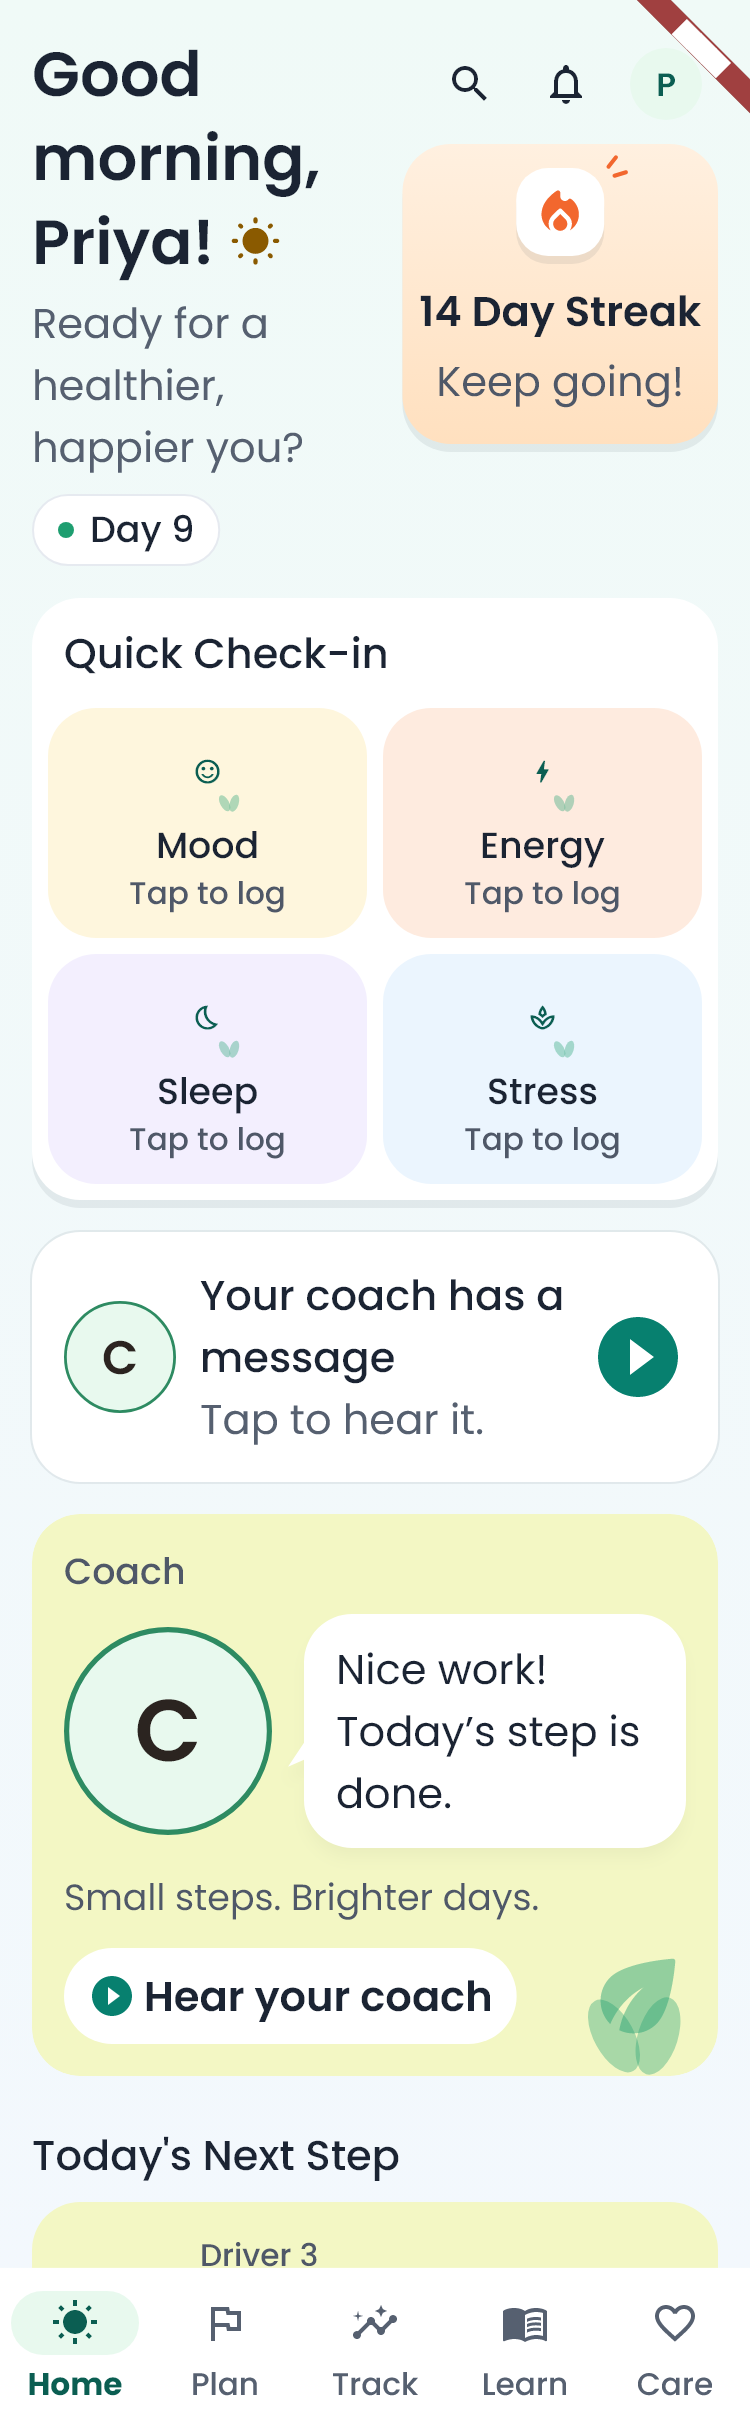 Good
morning,
Priya!
P
Ready for a
healthier,
happier you?
Day 9
14 Day Streak
Keep going!
Quick Check-in
Mood
Tap to log
Energy
Tap to log
Sleep
Tap to log
Stress
Tap to log
C
Your coach has a
message
Tap to hear it.
Coach
C
Nice work!
Today’s step is
done.
Small steps. Brighter days.
Hear your coach
Today's Next Step
Driver 3
Home
Plan
Track
Learn
Care